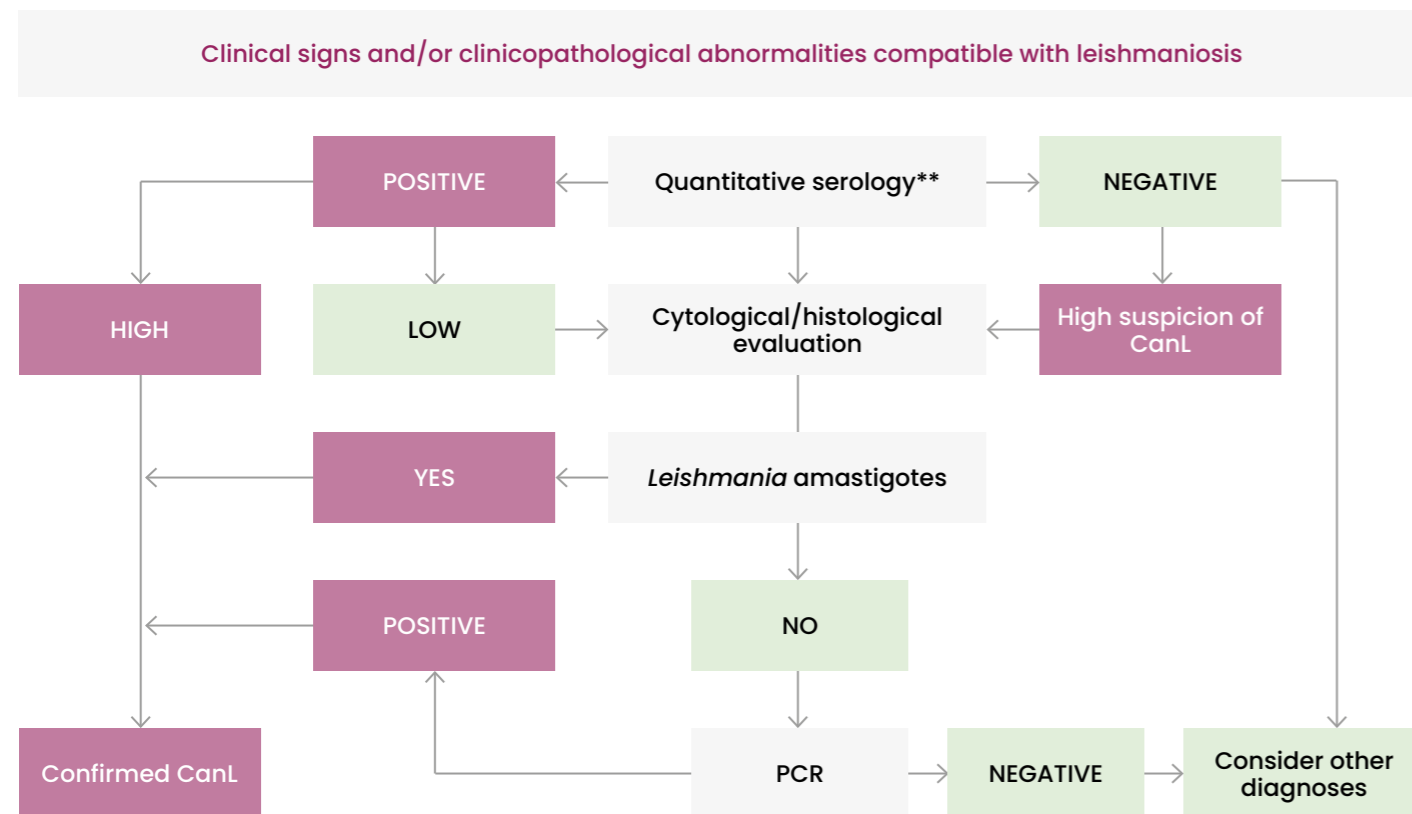 Clinical signs and/or clinicopathological abnormalities compatible with leishmaniosis
POSITIVE
Quantitative serology**
NEGATIVE
HIGH
LOW
Cytological/histological
evaluation
High suspicion of
CanL
YES
Leishmania amastigotes
POSITIVE
NO
Confirmed CanL
PCR
NEGATIVE
Consider other
diagnoses